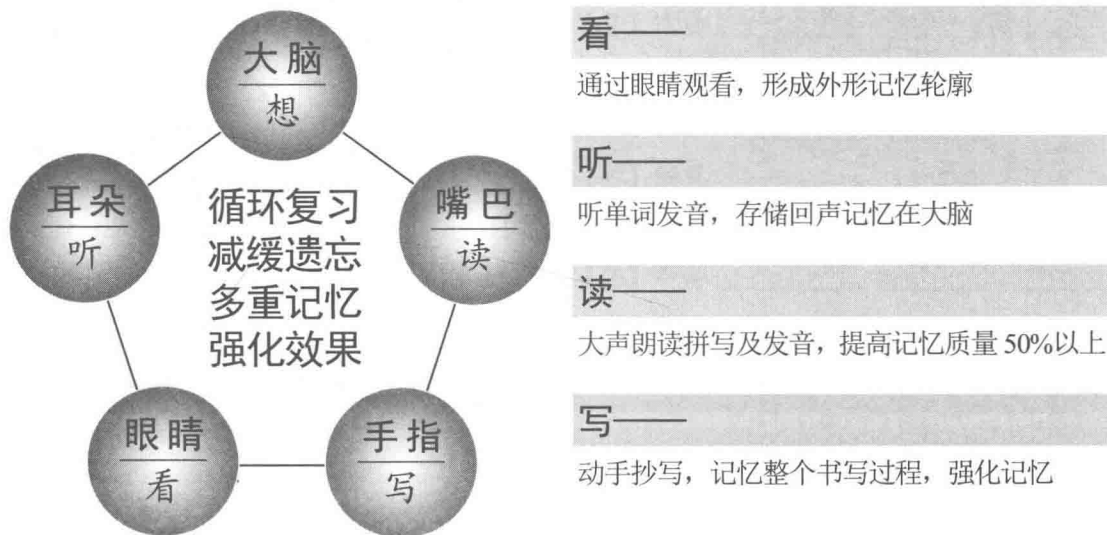 大脑
想
耳朵
听
嘴巴
读
循环复习
减缓遗忘
多重记忆
强化效果
眼睛
看
手指
写
看——
通过眼睛观看，形成外形记忆轮廓
听——
听单词发音，存储回声记忆在大脑
读——
大声朗读拼写及发音，提高记忆质量 50%以上
写——
动手抄写，记忆整个书写过程，强化记忆